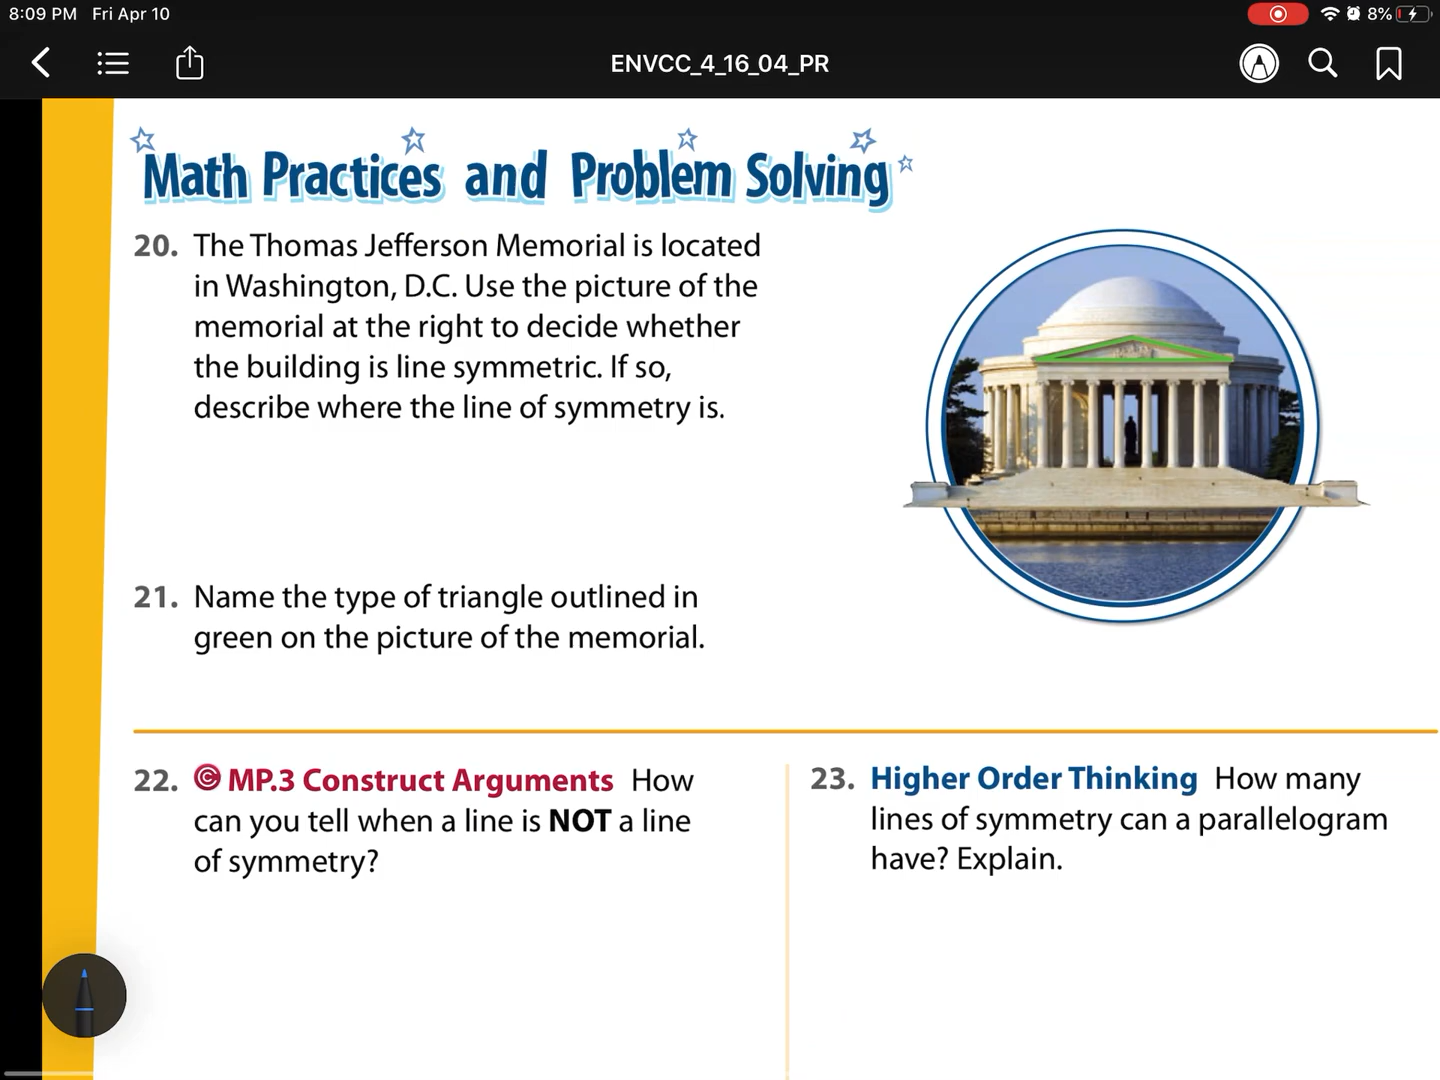 8:09 PM Fri Apr 10
8%
ENVCC_4_16_04_PR
Math Practices and Problem Solving
20. The Thomas Jefferson Memorial is located
in Washington, D.C. Use the picture of the
memorial at the right to decide whether
the building is line symmetric. If so,
describe where the line of symmetry is.
21. Name the type of triangle outlined in
green on the picture of the memorial.
22. © MP.3 Construct Arguments How
can you tell when a line is NOT a line
of symmetry?
23. Higher Order Thinking How many
lines of symmetry can a parallelogram
have? Explain.